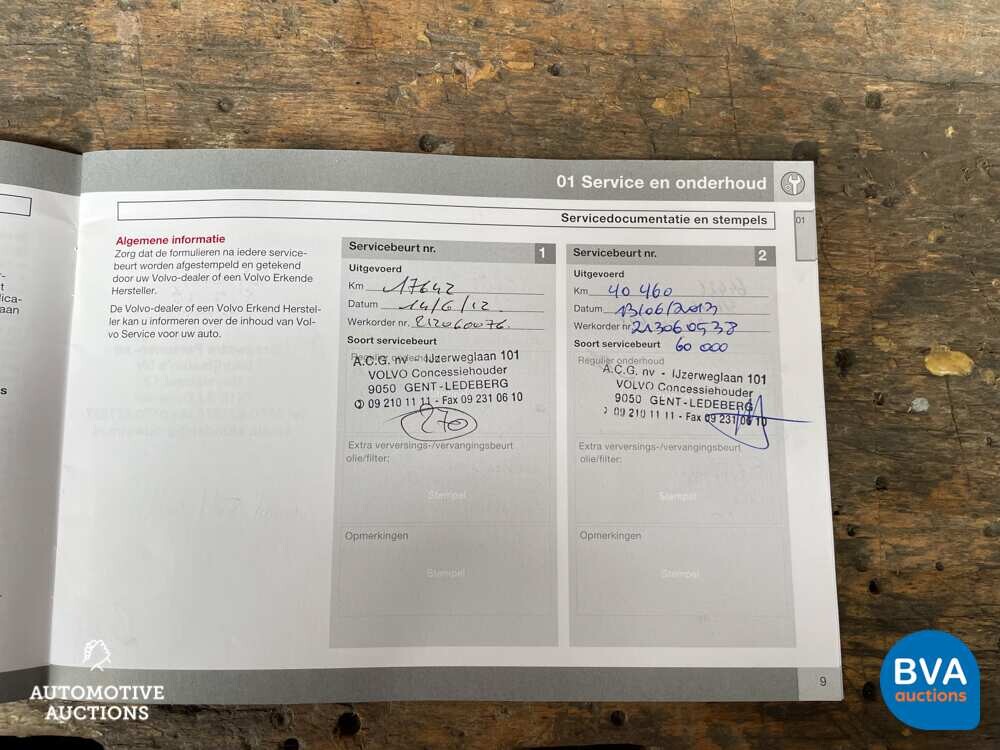 01 Service en onderhoud
Servicedocumentatie en stempels
01
Algemene informatie
Zorg dat de formulieren na iedere service-
beurt worden afgestempeld en getekend
door uw Volvo-dealer of een Volvo Erkende
Hersteller.
De Volvo-dealer of een Volvo Erkend Herstel-
ler kan u informeren over de inhoud van Vol-
vo Service voor uw auto.
Servicebeurt nr. 1
Uitgevoerd
Km 17642
Datum 14/6/12
Werkorder nr. 212060076.
Soort servicebeurt
Regulier onderhoud
A.C.G. nv - IJzerweglaan 101
VOLVO Concessiehouder
9050 GENT-LEDEBERG
09 210 11 11 - Fax 09 231 06 10
270
Extra verversings-/vervangingsbeurt
olie/filter:
Stempel
Opmerkingen
Stempel
Servicebeurt nr. 2
Uitgevoerd
Km 40 460
Datum 13/06/2013
Werkorder nr 213060538
Soort servicebeurt 60 000
Regulier onderhoud
A.C.G. nv - IJzerweglaan 101
VOLVO Concessiehouder
9050 GENT-LEDEBERG
09 210 11 11 - Fax 09 231 06 10
Extra verversings-/vervangingsbeurt
olie/filter:
Stempel
Opmerkingen
Stempel
9
AUTOMOTIVE
AUCTIONS
BVA
auctions